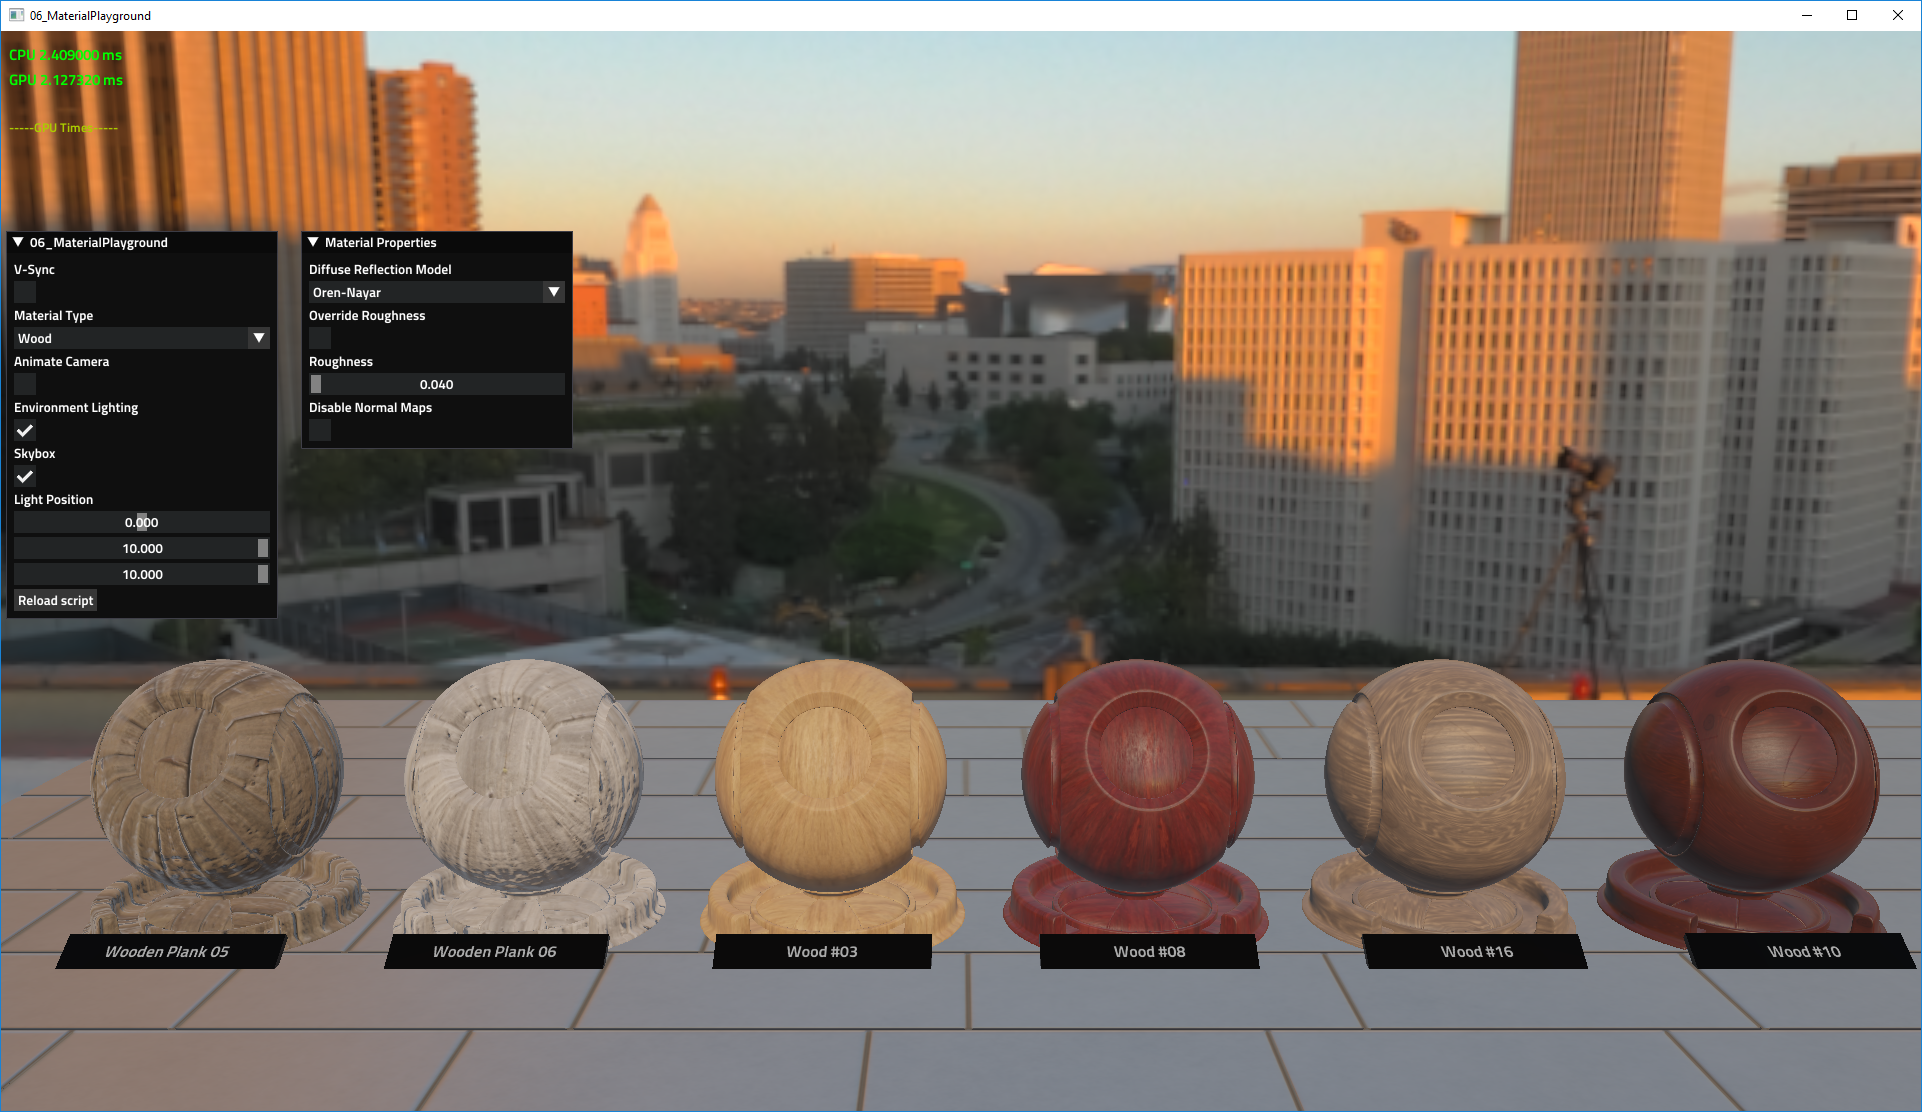 06_MaterialPlayground
CPU 2.409000 ms
GPU 2.127320 ms
-----GPU Times-----
06_MaterialPlayground
V-Sync
Material Type
Wood
Animate Camera
Environment Lighting
Skybox
Light Position
0.000
10.000
10.000
Reload script
Material Properties
Diffuse Reflection Model
Oren-Nayar
Override Roughness
Roughness
0.040
Disable Normal Maps
Wooden Plank 05
Wooden Plank 06
Wood #03
Wood #08
Wood #16
Wood #10